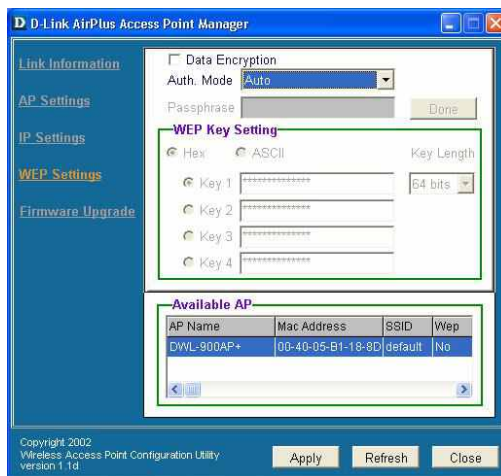 D D-Link AirPlus Access Point Manager
Link Information
AP Settings
IP Settings
WEP Settings
Firmware Upgrade
Data Encryption
Auth. Mode Auto
Passphrase Done
WEP Key Setting
Hex ASCII Key Length
Key 1 ************** 64 bits
Key 2 **************
Key 3 **************
Key 4 **************
Available AP
AP Name Mac Address SSID Wep
DWL-900AP+ 00-40-05-B1-18-8D default No
Copyright 2002
Wireless Access Point Configuration Utility
version 1.1d
Apply Refresh Close